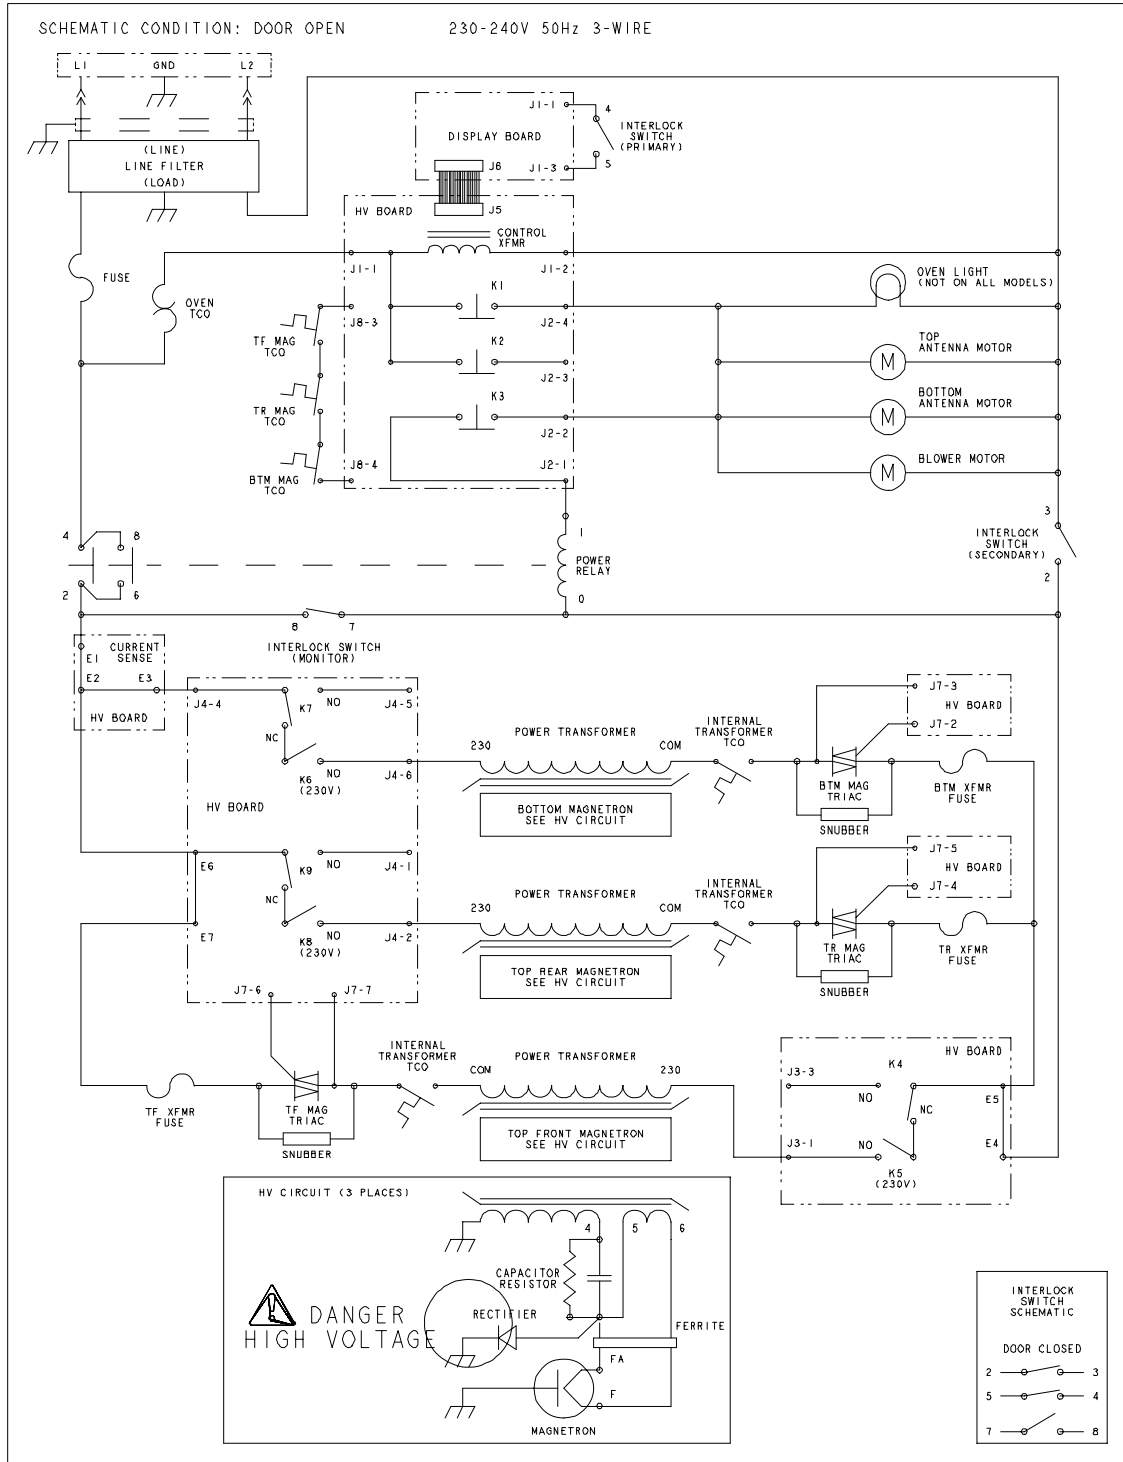 SCHEMATIC CONDITION: DOOR OPEN
230-240V 50Hz 3-WIRE
L1
GND
L2
(LINE)
LINE FILTER
(LOAD)
J1-1
4
DISPLAY BOARD
INTERLOCK
SWITCH
(PRIMARY)
J1-3
5
J6
J5
HV BOARD
CONTROL
XFMR
FUSE
OVEN
TCO
J1-1
J1-2
OVEN LIGHT
(NOT ON ALL MODELS)
K1
J8-3
J2-4
TF MAG
TCO
K2
J2-3
TOP
ANTENNA MOTOR
M
K3
J2-2
TR MAG
TCO
BOTTOM
ANTENNA MOTOR
M
J8-4
J2-1
BTM MAG
TCO
BLOWER MOTOR
M
4
8
2
6
1
POWER
RELAY
0
3
INTERLOCK
SWITCH
(SECONDARY)
2
8
7
INTERLOCK SWITCH
(MONITOR)
CURRENT
SENSE
E1
E2
E3
HV BOARD
J4-4
K7
NO
J4-5
NC
K6
(230V)
NO
J4-6
HV BOARD
230
POWER TRANSFORMER
COM
INTERNAL
TRANSFORMER
TCO
J7-3
HV BOARD
J7-2
BOTTOM MAGNETRON
SEE HV CIRCUIT
BTM MAG
TRIAC
SNUBBER
BTM XFMR
FUSE
E6
K9
NO
J4-1
NC
E7
K8
(230V)
NO
J4-2
J7-6
J7-7
230
POWER TRANSFORMER
COM
INTERNAL
TRANSFORMER
TCO
J7-5
HV BOARD
J7-4
TOP REAR MAGNETRON
SEE HV CIRCUIT
TR MAG
TRIAC
SNUBBER
TR XFMR
FUSE
TF XFMR
FUSE
TF MAG
TRIAC
SNUBBER
INTERNAL
TRANSFORMER
TCO
COM
POWER TRANSFORMER
230
TOP FRONT MAGNETRON
SEE HV CIRCUIT
HV BOARD
J3-3
K4
NO
E5
NC
J3-1
NO
K5
(230V)
E4
HV CIRCUIT (3 PLACES)
4
5
6
CAPACITOR
RESISTOR
DANGER
HIGH VOLTAGE
RECTIFIER
FERRITE
FA
F
MAGNETRON
INTERLOCK
SWITCH
SCHEMATIC
DOOR CLOSED
2 3
5 4
7 8